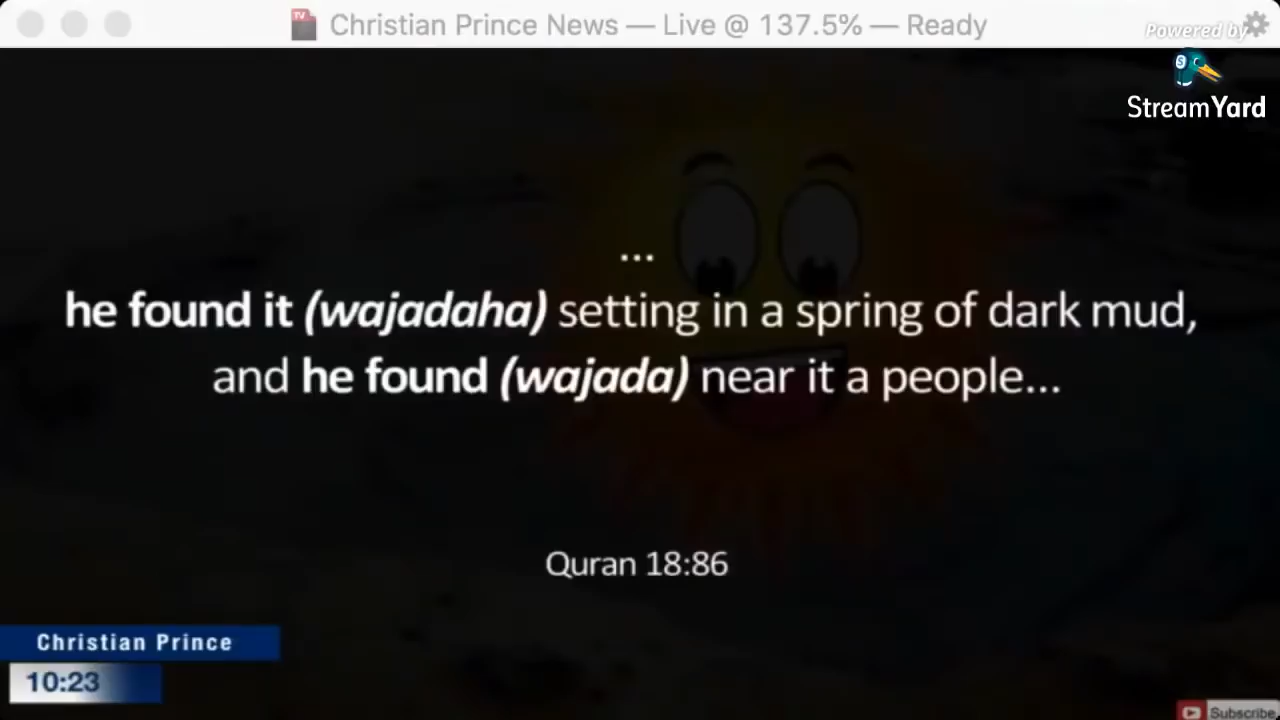 Christian Prince News — Live @ 137.5% — Ready
Powered by
StreamYard
...
he found it (wajadaha) setting in a spring of dark mud,
and he found (wajada) near it a people...
Quran 18:86
Christian Prince
10:23
Subscribe